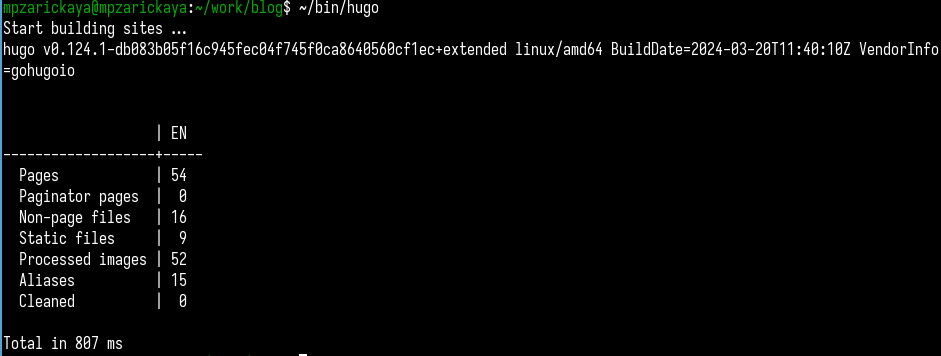 mpzarickaya@mpzarickaya:~/work/blog$ ~/bin/hugo
Start building sites …
hugo v0.124.1-db083b05f16c945fec04f745f0ca8640560cf1ec+extended linux/amd64 BuildDate=2024-03-20T11:40:10Z VendorInfo
=gohugoio
                   | EN
-------------------+-----
  Pages            | 54
  Paginator pages  |  0
  Non-page files   | 16
  Static files     |  9
  Processed images | 52
  Aliases          | 15
  Cleaned          |  0
Total in 807 ms